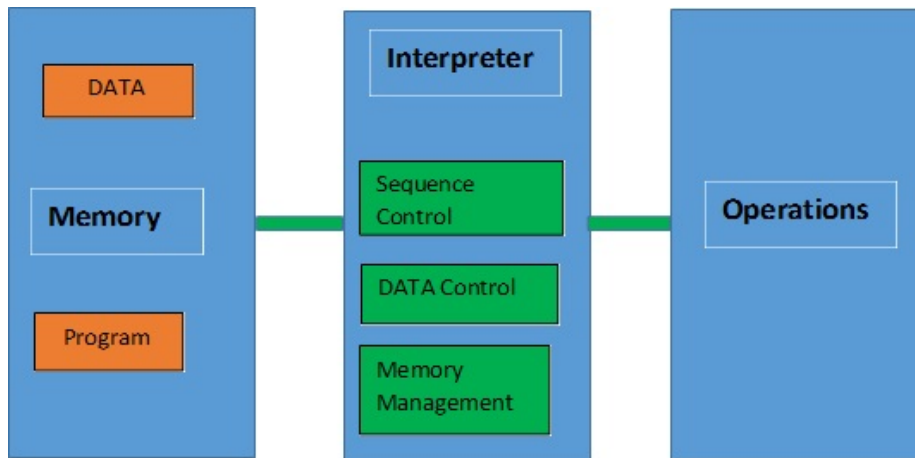 DATA
Memory
Program
Interpreter
Sequence
Control
DATA Control
Memory
Management
Operations